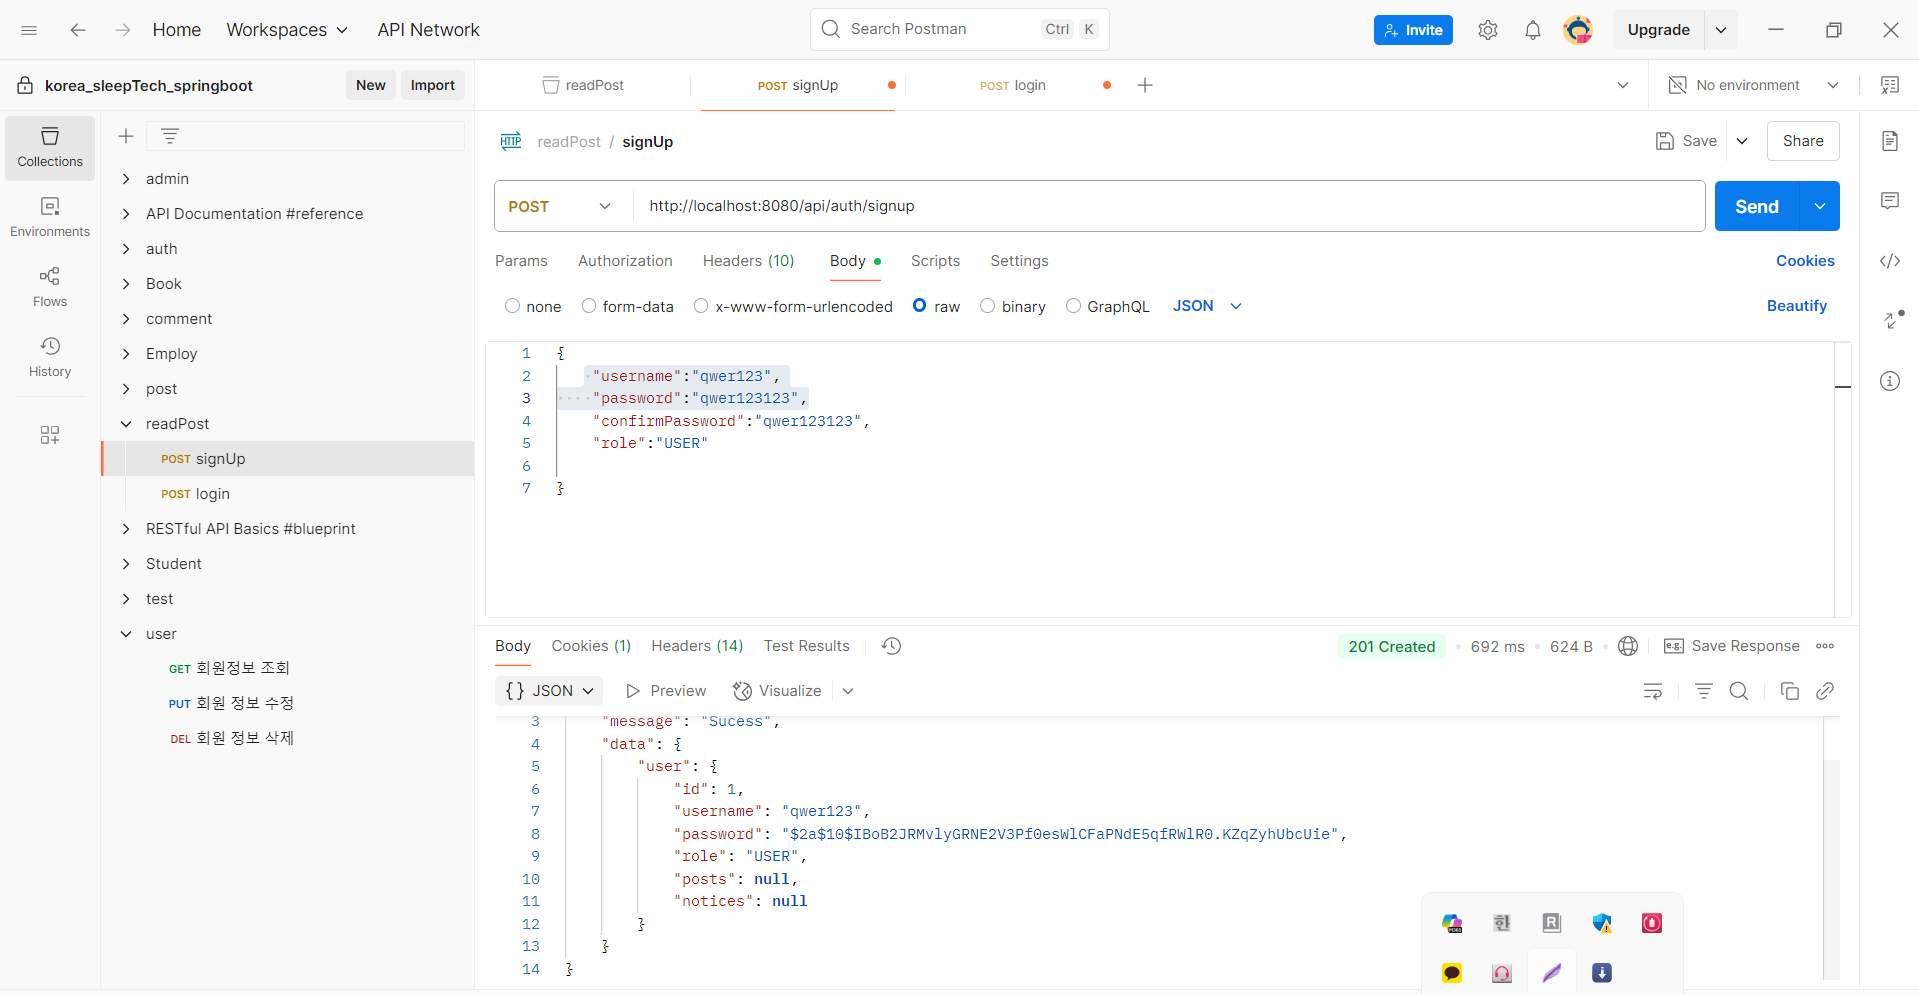 Home Workspaces API Network Search Postman Ctrl K Invite Upgrade
korea_sleepTech_springboot New Import
readPost POST signUp POST login No environment
Collections
Environments
Flows
History
admin
API Documentation #reference
auth
Book
comment
Employ
post
readPost
POST signUp
POST login
RESTful API Basics #blueprint
Student
test
user
GET 회원정보 조회
PUT 회원 정보 수정
DEL 회원 정보 삭제
HTTP readPost / signUp Save Share
POST http://localhost:8080/api/auth/signup Send
Params Authorization Headers (10) Body Scripts Settings Cookies
none form-data x-www-form-urlencoded raw binary GraphQL JSON Beautify
1 {
2 "username":"qwer123",
3 "password":"qwer123123",
4 "confirmPassword":"qwer123123",
5 "role":"USER"
6
7 }
Body Cookies (1) Headers (14) Test Results 201 Created 692 ms 624 B e.g. Save Response
{} JSON Preview Visualize
3 "message": "Sucess",
4 "data": {
5 "user": {
6 "id": 1,
7 "username": "qwer123",
8 "password": "$2a$10$IBoB2JRMvlyGRNE2V3Pf0esWlCFaPNdE5qfRWlR0.KZqZyhUbcUie",
9 "role": "USER",
10 "posts": null,
11 "notices": null
12 }
13 }
14 }
한 R